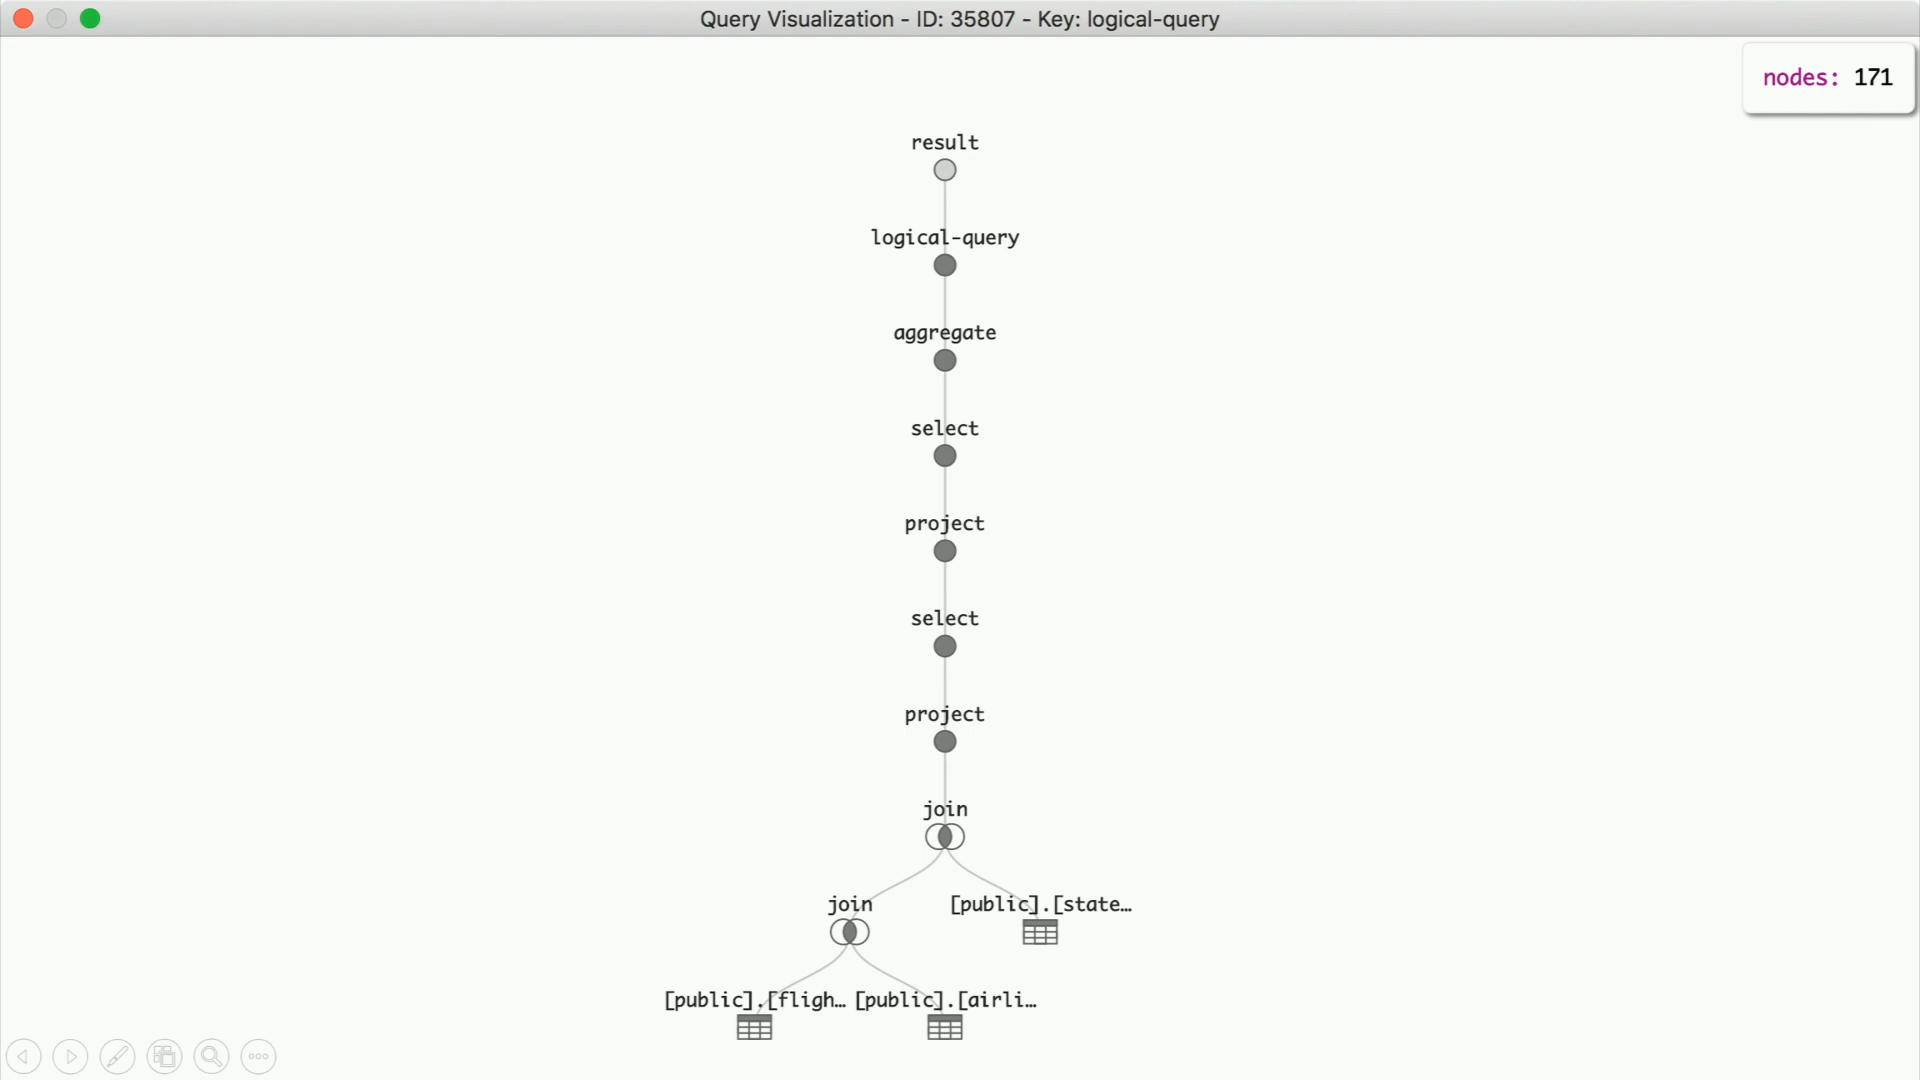 Query Visualization - ID: 35807 - Key: logical-query
nodes: 171
result
logical-query
aggregate
select
project
select
project
join
join
[public].[state…
[public].[fligh…
[public].[airli…